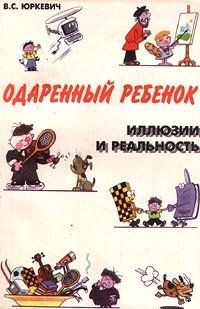 В.С. ЮРКЕВИЧ
ОДАРЕННЫЙ РЕБЕНОК
ИЛЛЮЗИИ
И РЕАЛЬНОСТЬ